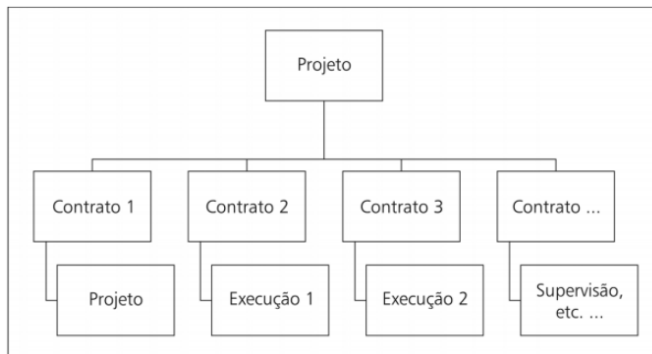 Projeto
Contrato 1
Contrato 2
Contrato 3
Contrato ...
Projeto
Execução 1
Execução 2
Supervisão,
etc. ...